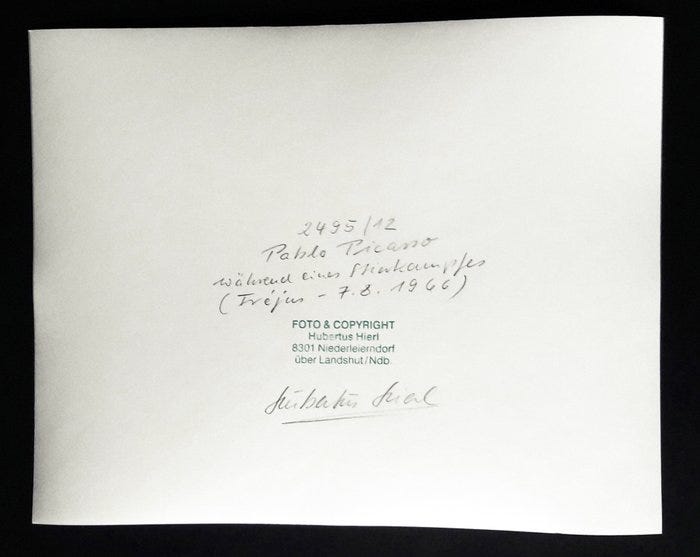 2495/12
Pablo Picasso
während eines Stierkampfes
(Fréjus - 7.8.1966)
FOTO & COPYRIGHT
Hubertus Hierl
8301 Niederleierndorf
über Landshut/Ndb.
Hubertus Hierl